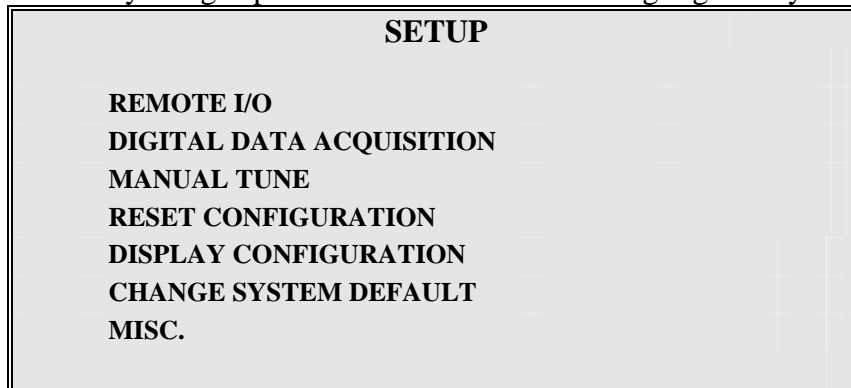 SETUP
REMOTE I/O
DIGITAL DATA ACQUISITION
MANUAL TUNE
RESET CONFIGURATION
DISPLAY CONFIGURATION
CHANGE SYSTEM DEFAULT
MISC.